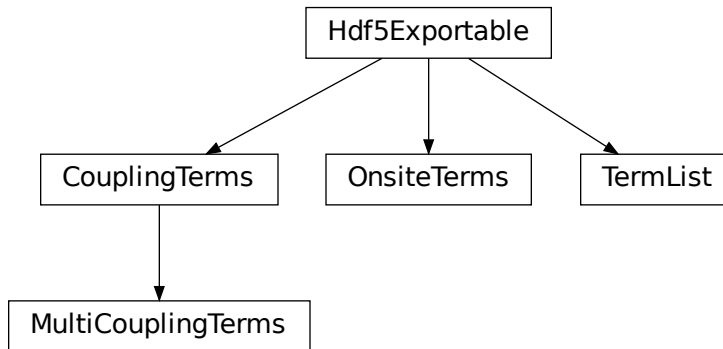 Hdf5Exportable
CouplingTerms
OnsiteTerms
TermList
MultiCouplingTerms